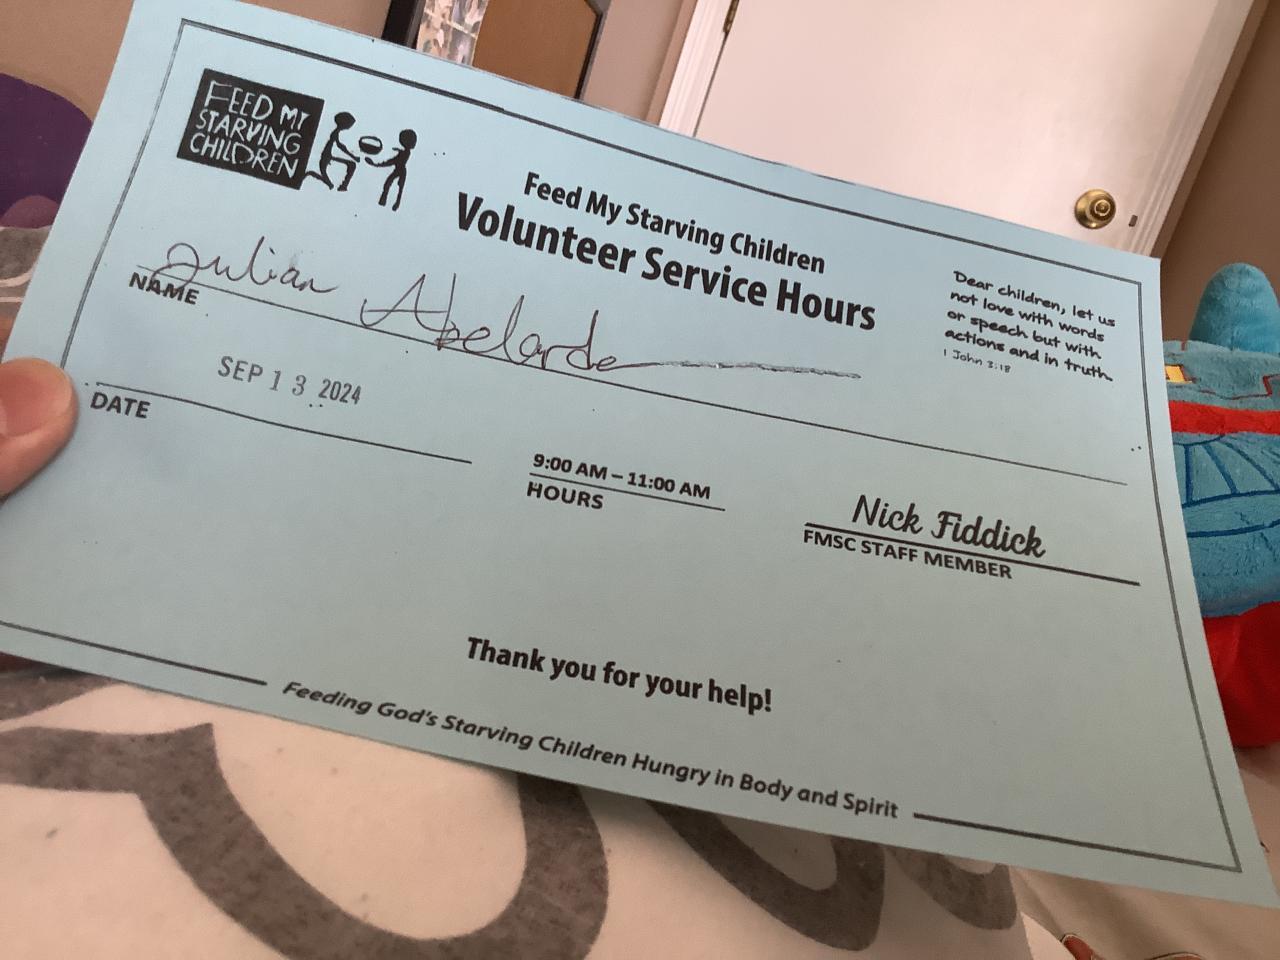 FEED MY
STARVING
CHILDREN
Feed My Starving Children
Volunteer Service Hours
Dear children, let us
not love with words
or speech but with
actions and in truth.
1 John 3:18
Julian Abelarde
NAME
SEP 13 2024
DATE
9:00 AM – 11:00 AM
HOURS
Nick Fiddick
FMSC STAFF MEMBER
Thank you for your help!
Feeding God's Starving Children Hungry in Body and Spirit